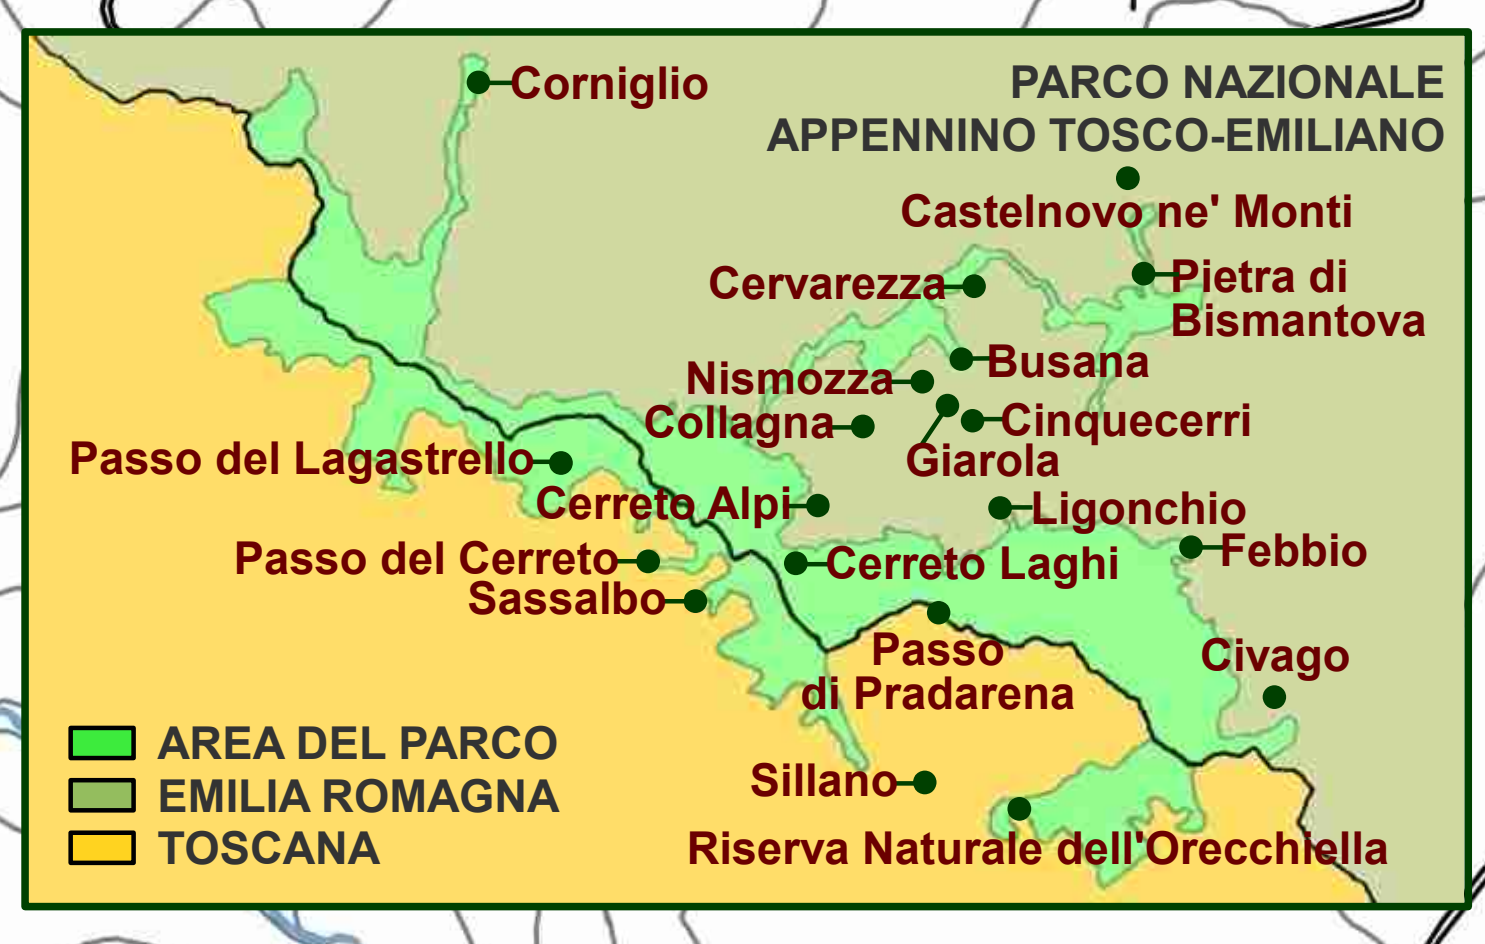 Corniglio
PARCO NAZIONALE
APPENNINO TOSCO-EMILIANO
Castelnovo ne' Monti
Cervarezza
Pietra di
Bismantova
Busana
Nismozza
Collagna
Cinquecerri
Giarola
Passo del Lagastrello
Cerreto Alpi
Ligonchio
Febbio
Passo del Cerreto
Cerreto Laghi
Sassalbo
Passo
di Pradarena
Civago
AREA DEL PARCO
EMILIA ROMAGNA
TOSCANA
Sillano
Riserva Naturale dell'Orecchiella